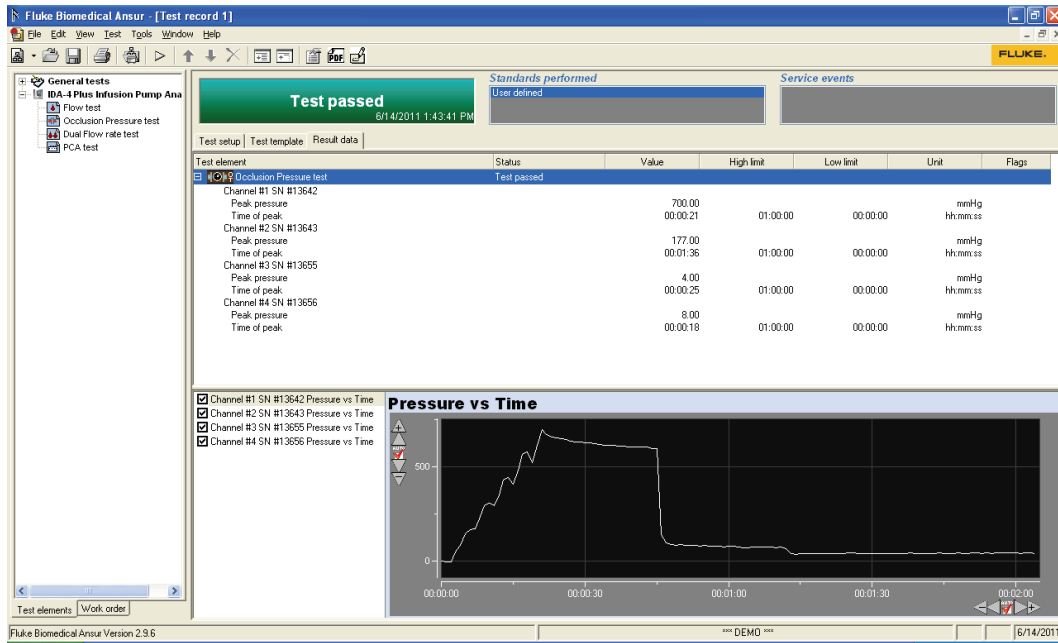 Fluke Biomedical Ansur - [Test record 1]
File Edit View Test Tools Window Help
PDF
FLUKE.
General tests
IDA-4 Plus Infusion Pump Ana
Flow test
Occlusion Pressure test
Dual Flow rate test
PCA test
Test elements Work order
Test passed
6/14/2011 1:43:41 PM
Standards performed
User defined
Service events
Test setup Test template Result data
Test element Status Value High limit Low limit Unit Flags
Occlusion Pressure test Test passed
Channel #1 SN #13642
Peak pressure 700.00 mmHg
Time of peak 00:00:21 01:00:00 00:00:00 hh:mm:ss
Channel #2 SN #13643
Peak pressure 177.00 mmHg
Time of peak 00:01:36 01:00:00 00:00:00 hh:mm:ss
Channel #3 SN #13655
Peak pressure 4.00 mmHg
Time of peak 00:00:25 01:00:00 00:00:00 hh:mm:ss
Channel #4 SN #13656
Peak pressure 8.00 mmHg
Time of peak 00:00:18 01:00:00 00:00:00 hh:mm:ss
Channel #1 SN #13642 Pressure vs Time
Channel #2 SN #13643 Pressure vs Time
Channel #3 SN #13655 Pressure vs Time
Channel #4 SN #13656 Pressure vs Time
Pressure vs Time
AUTO
500
0
00:00:00 00:00:30 00:01:00 00:01:30 00:02:00
AUTO
Fluke Biomedical Ansur Version 2.9.6 *** DEMO *** 6/14/2011